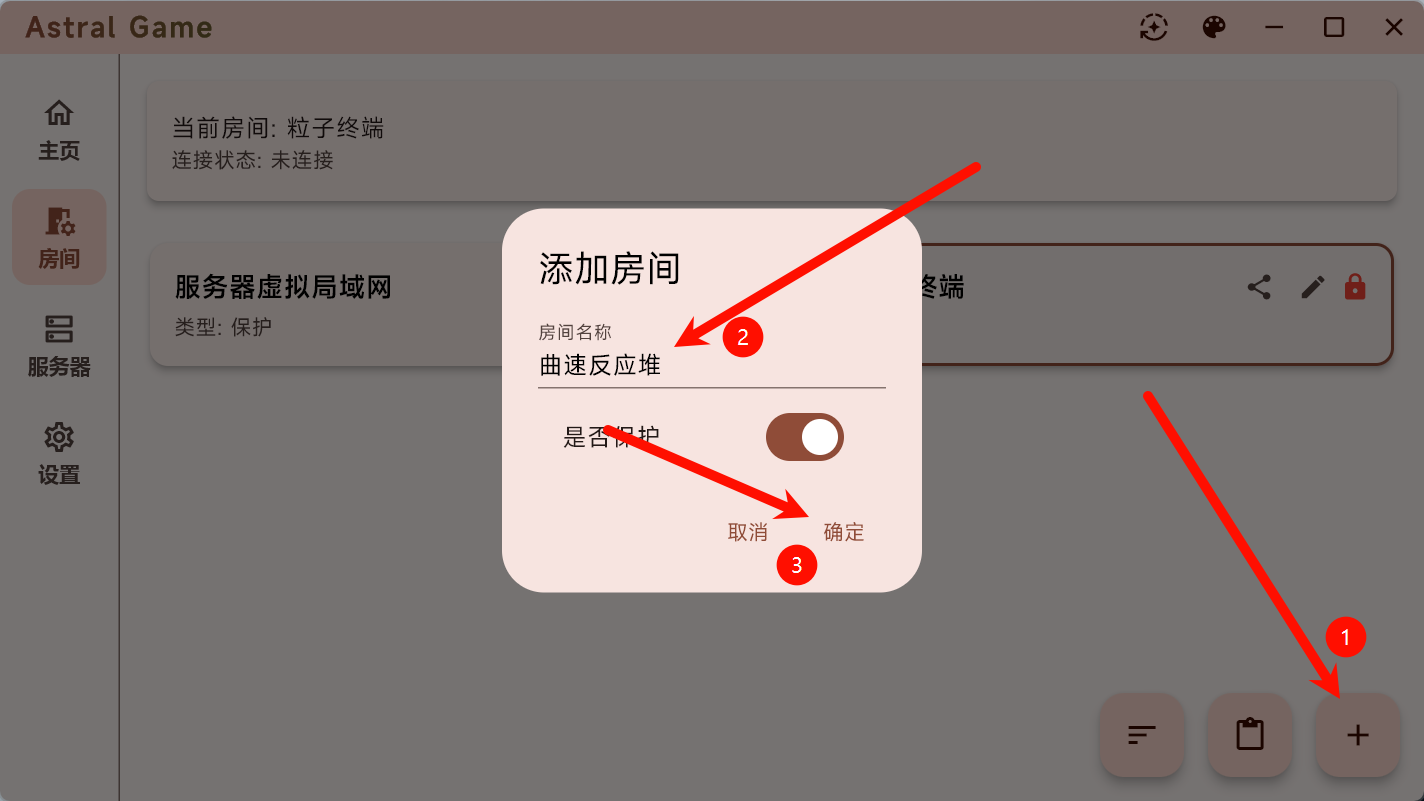 Astral Game
主页
房间
服务器
设置
当前房间: 粒子终端
连接状态: 未连接
服务器虚拟局域网
类型: 保护
终端
添加房间
房间名称
曲速反应堆
2
是否保护
取消
确定
3
1